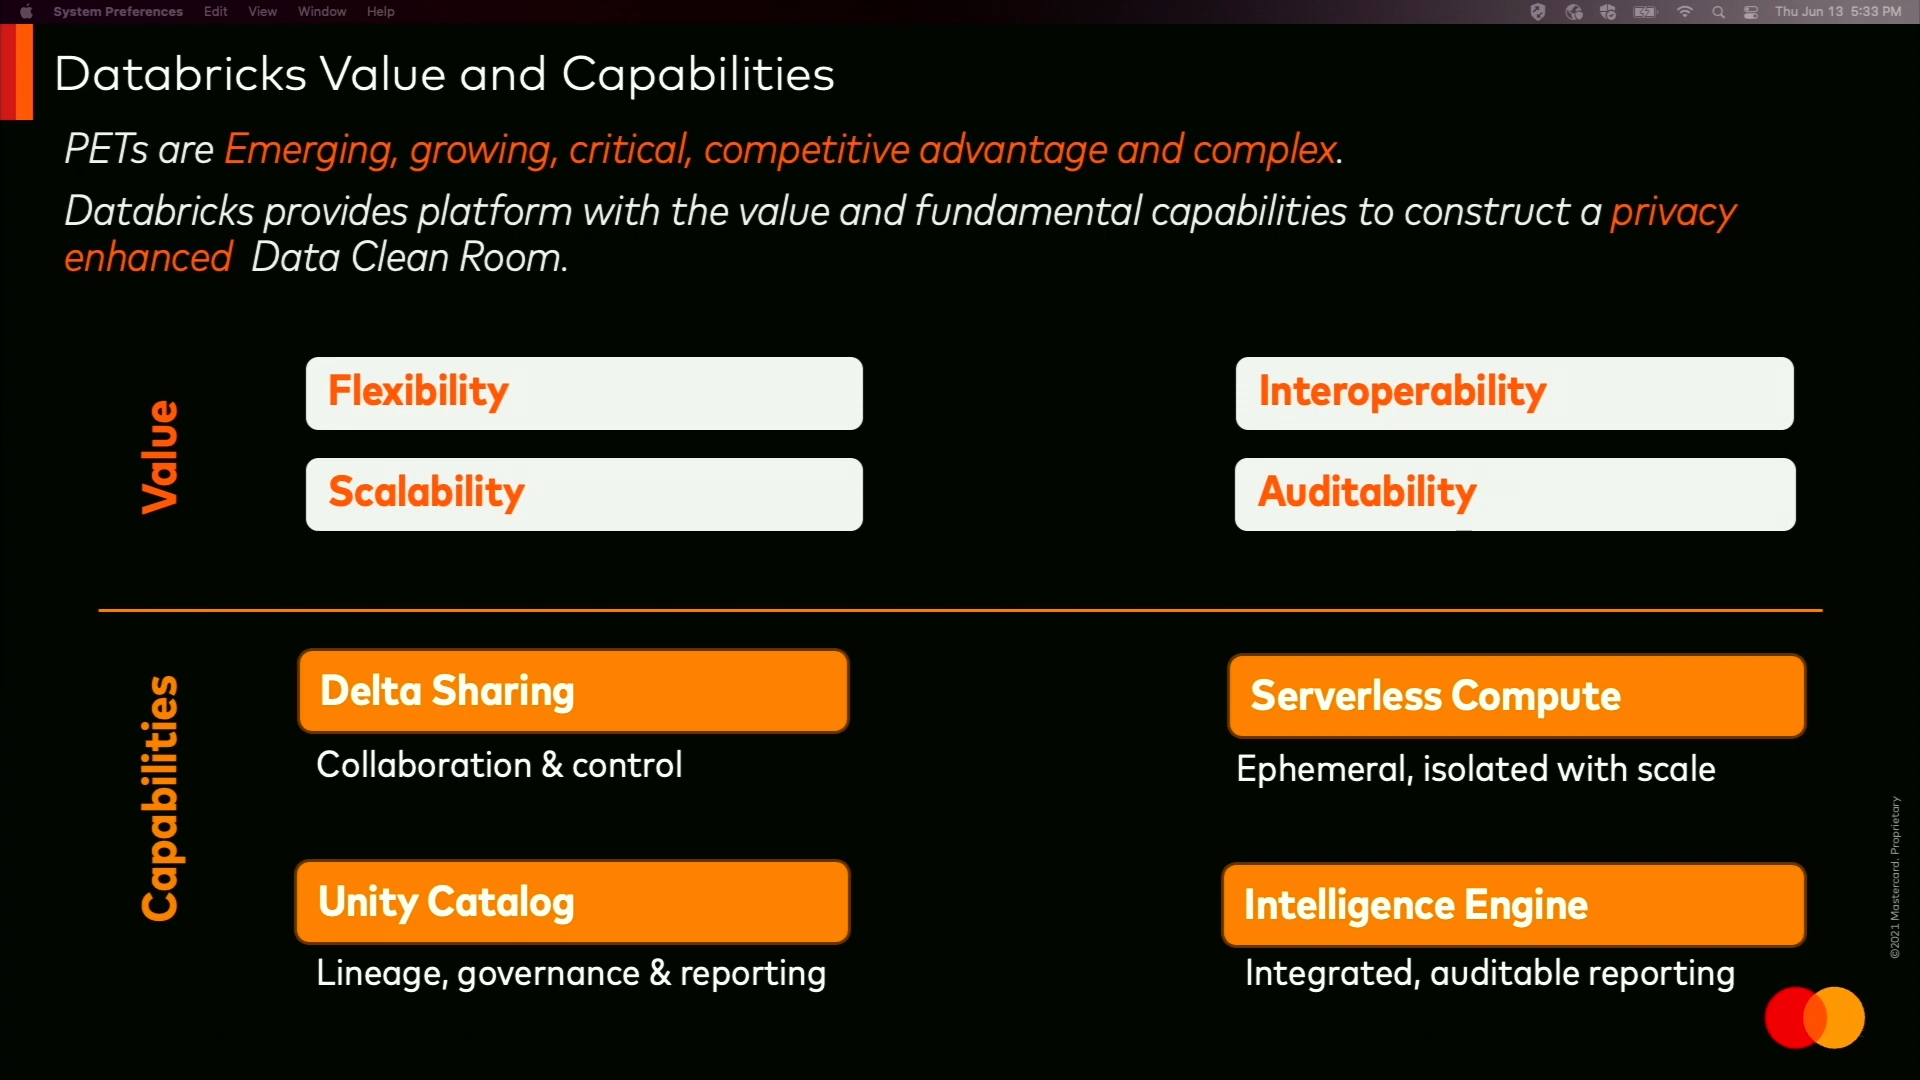 System Preferences Edit View Window Help Thu Jun 13 5:33 PM
Databricks Value and Capabilities
PETs are Emerging, growing, critical, competitive advantage and complex.
Databricks provides platform with the value and fundamental capabilities to construct a privacy
enhanced Data Clean Room.
Value
Flexibility
Interoperability
Scalability
Auditability
Capabilities
Delta Sharing
Collaboration & control
Serverless Compute
Ephemeral, isolated with scale
Unity Catalog
Lineage, governance & reporting
Intelligence Engine
Integrated, auditable reporting
©2021 Mastercard. Proprietary